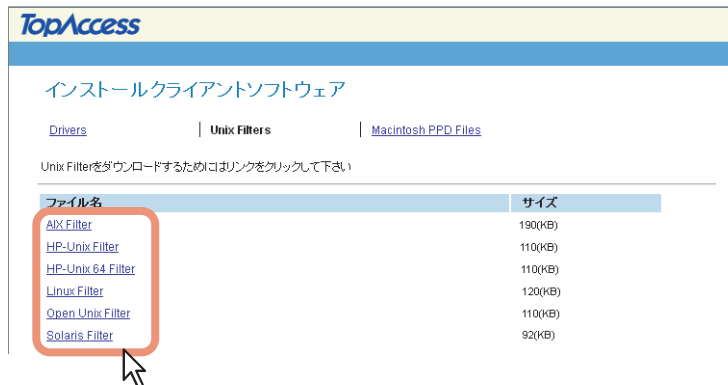 TopAccess
インストールクライアントソフトウェア
Drivers | Unix Filters | Macintosh PPD Files
Unix Filterをダウンロードするためにはリンクをクリックして下さい
ファイル名 サイズ
AIX Filter 190(KB)
HP-Unix Filter 110(KB)
HP-Unix 64 Filter 110(KB)
Linux Filter 120(KB)
Open Unix Filter 110(KB)
Solaris Filter 92(KB)